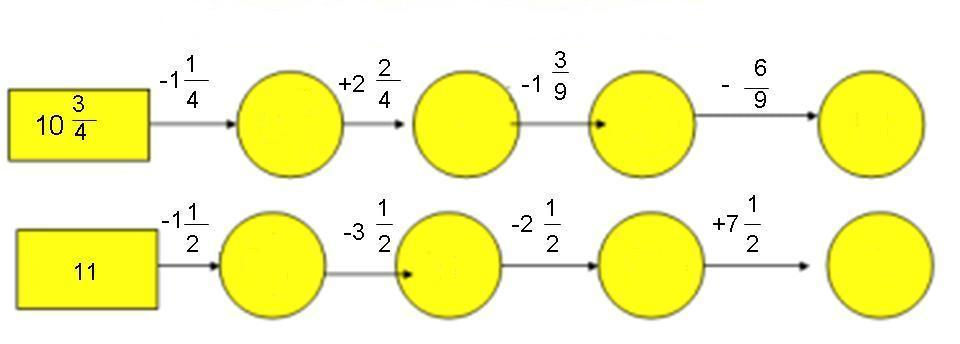 -1 1/4 +2 2/4 -1 3/9 - 6/9
10 3/4
-1 1/2 -3 1/2 -2 1/2 +7 1/2
11